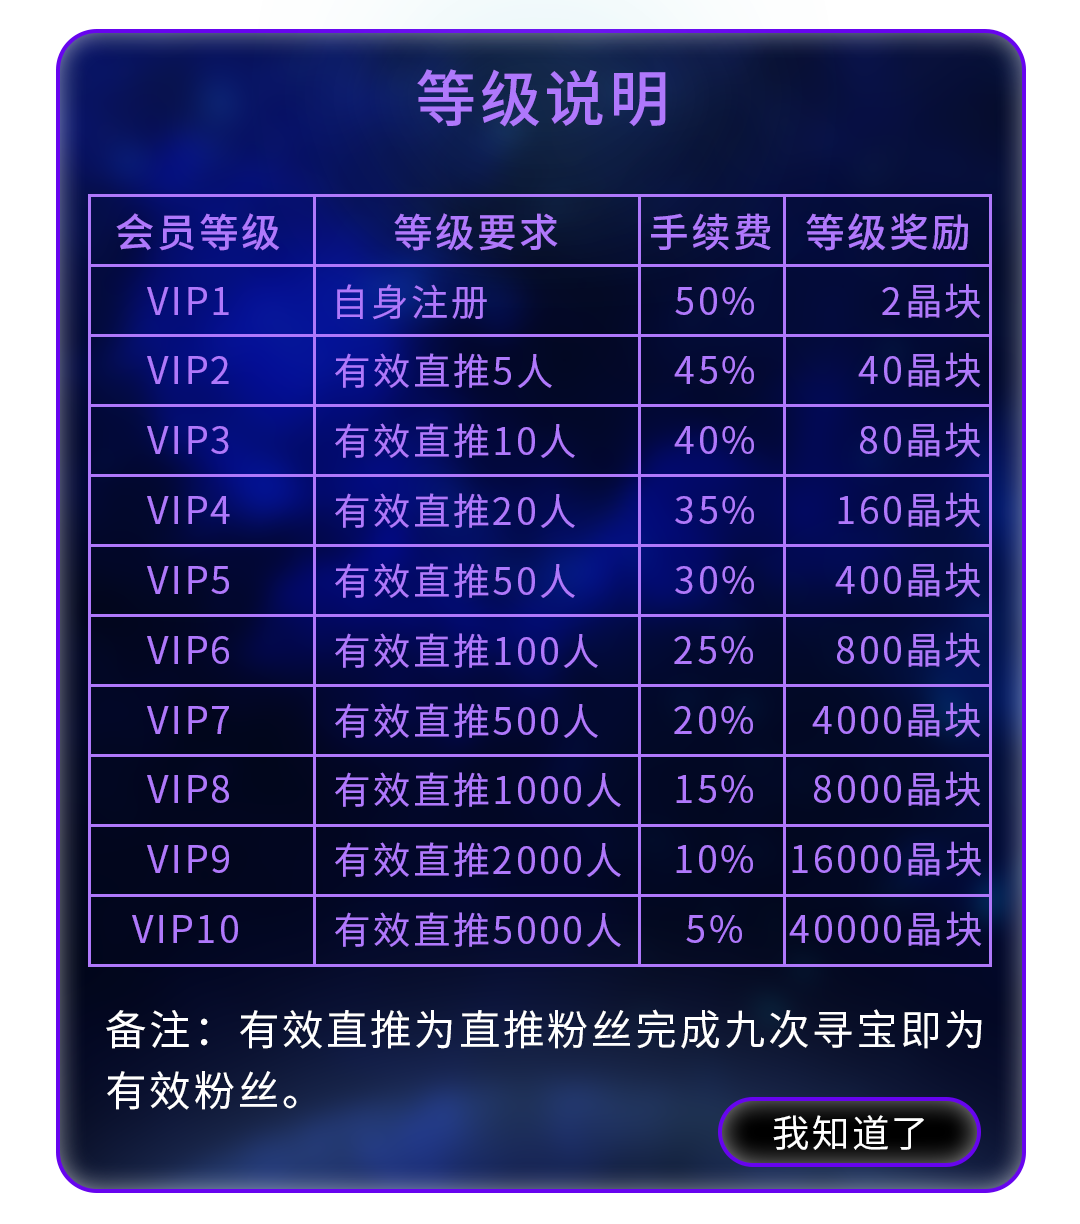 等级说明
会员等级 等级要求 手续费 等级奖励
VIP1 自身注册 50% 2晶块
VIP2 有效直推5人 45% 40晶块
VIP3 有效直推10人 40% 80晶块
VIP4 有效直推20人 35% 160晶块
VIP5 有效直推50人 30% 400晶块
VIP6 有效直推100人 25% 800晶块
VIP7 有效直推500人 20% 4000晶块
VIP8 有效直推1000人 15% 8000晶块
VIP9 有效直推2000人 10% 16000晶块
VIP10 有效直推5000人 5% 40000晶块
备注：有效直推为直推粉丝完成九次寻宝即为
有效粉丝。
我知道了